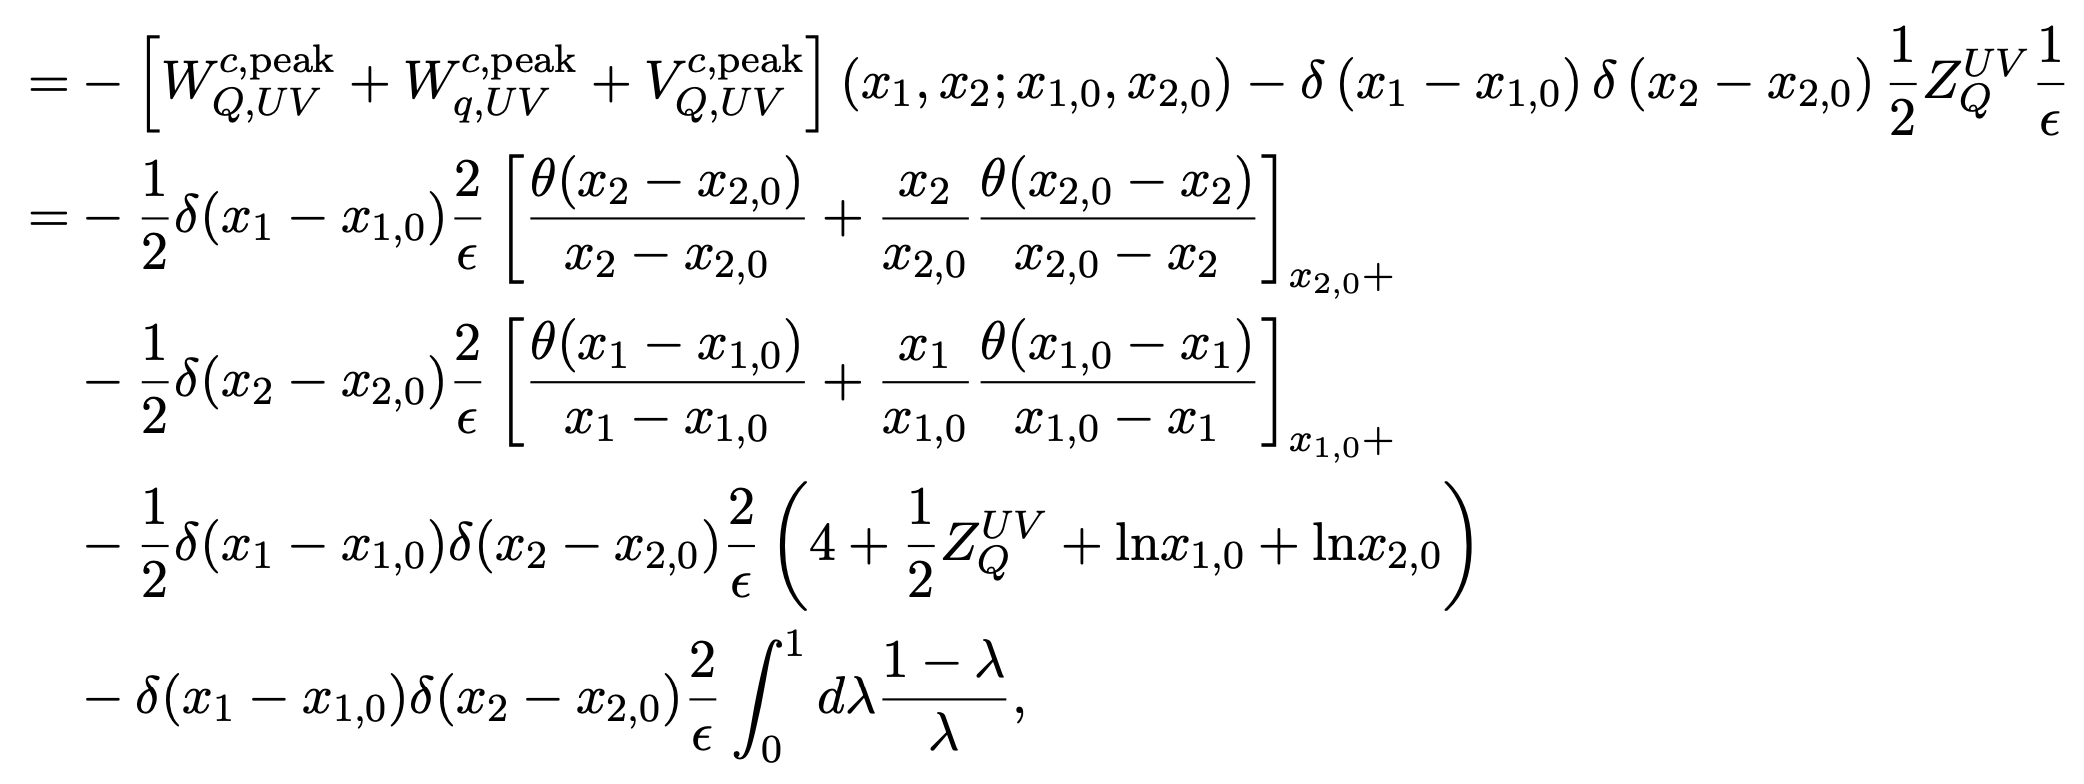 = - \left[ W_{Q,UV}^{c,\text{peak}} + W_{q,UV}^{c,\text{peak}} + V_{Q,UV}^{c,\text{peak}} \right] (x_1, x_2; x_{1,0}, x_{2,0}) - \delta(x_1 - x_{1,0}) \delta(x_2 - x_{2,0}) \frac{1}{2} Z_Q^{UV} \frac{1}{\epsilon}
= - \frac{1}{2} \delta(x_1 - x_{1,0}) \frac{2}{\epsilon} \left[ \frac{\theta(x_2 - x_{2,0})}{x_2 - x_{2,0}} + \frac{x_2}{x_{2,0}} \frac{\theta(x_{2,0} - x_2)}{x_{2,0} - x_2} \right]_{x_{2,0}+}
- \frac{1}{2} \delta(x_2 - x_{2,0}) \frac{2}{\epsilon} \left[ \frac{\theta(x_1 - x_{1,0})}{x_1 - x_{1,0}} + \frac{x_1}{x_{1,0}} \frac{\theta(x_{1,0} - x_1)}{x_{1,0} - x_1} \right]_{x_{1,0}+}
- \frac{1}{2} \delta(x_1 - x_{1,0}) \delta(x_2 - x_{2,0}) \frac{2}{\epsilon} \left( 4 + \frac{1}{2} Z_Q^{UV} + \text{ln} x_{1,0} + \text{ln} x_{2,0} \right)
- \delta(x_1 - x_{1,0}) \delta(x_2 - x_{2,0}) \frac{2}{\epsilon} \int_0^1 d\lambda \frac{1 - \lambda}{\lambda},